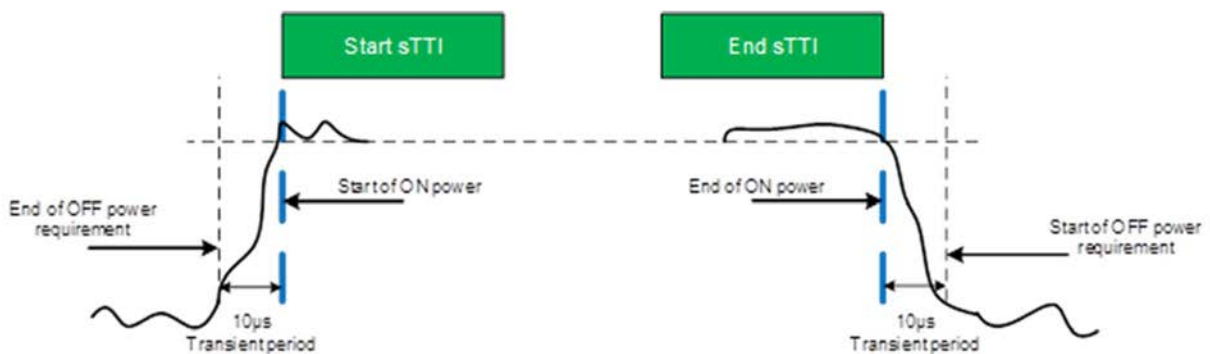 Start sTTI
End sTTI
Start of ON power
End of ON power
End of OFF power
requirement
Start of OFF power
requirement
10µs
Transient period
10µs
Transient period